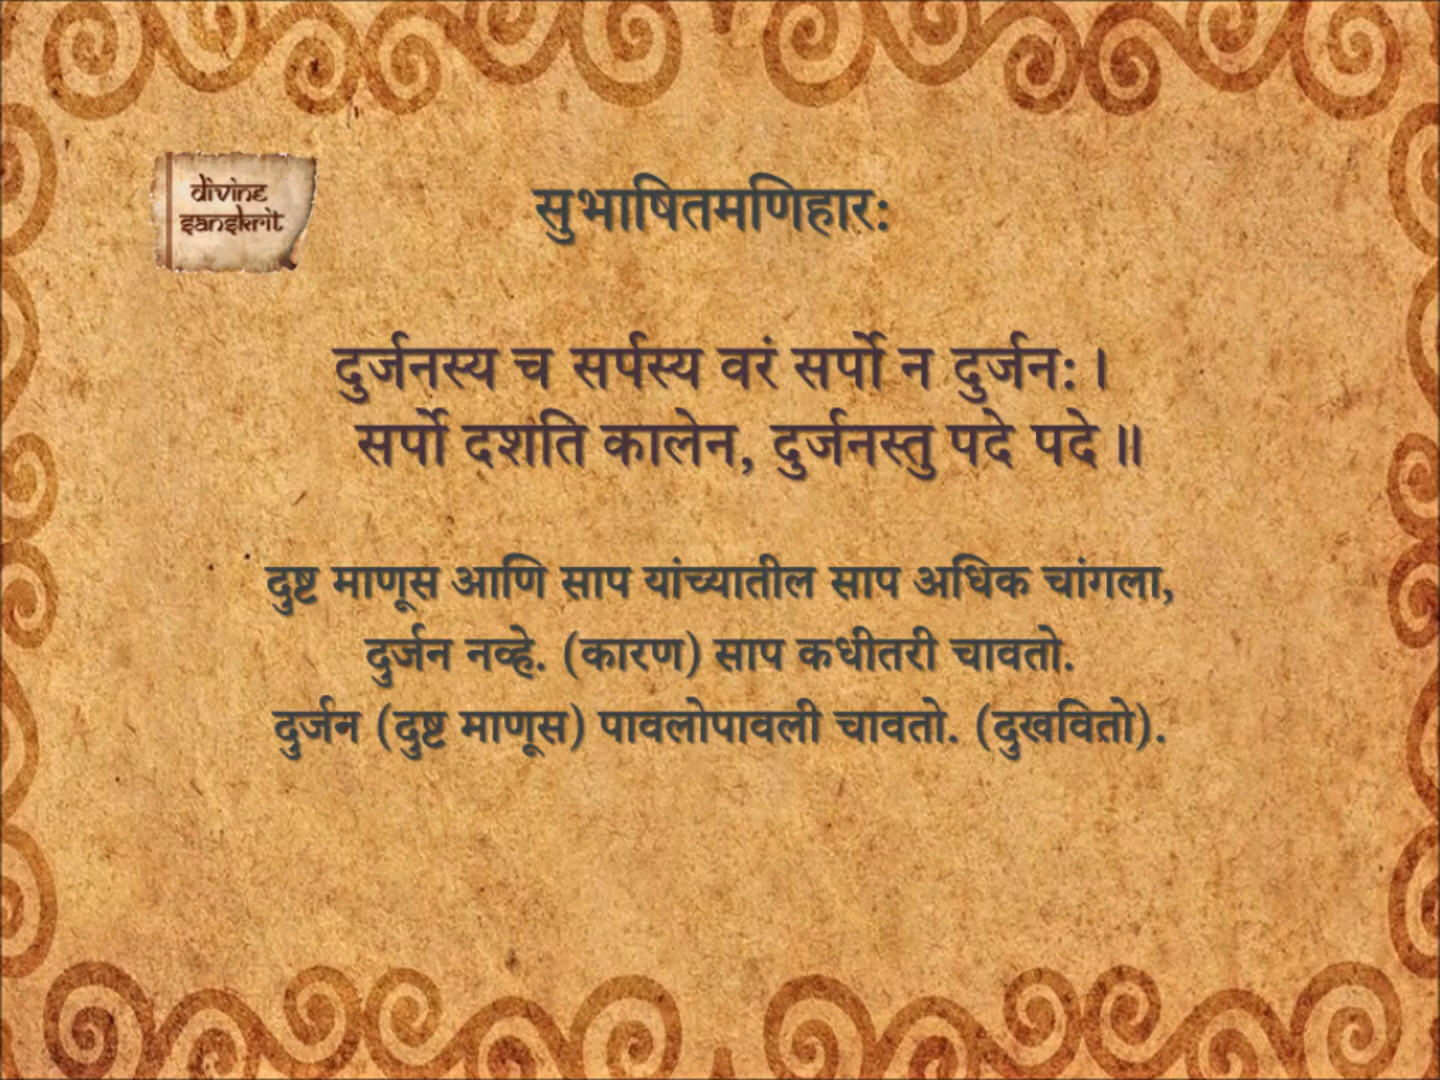 divine
sanskrit
सुभाषितमणिहार:
दुर्जनस्य च सर्पस्य वरं सर्पो न दुर्जन: ।
सर्पो दशति कालेन, दुर्जनस्तु पदे पदे ॥
दुष्ट माणूस आणि साप यांच्यातील साप अधिक चांगला,
दुर्जन नव्हे. (कारण) साप कधीतरी चावतो.
दुर्जन (दुष्ट माणूस) पावलोपावली चावतो. (दुखवितो).